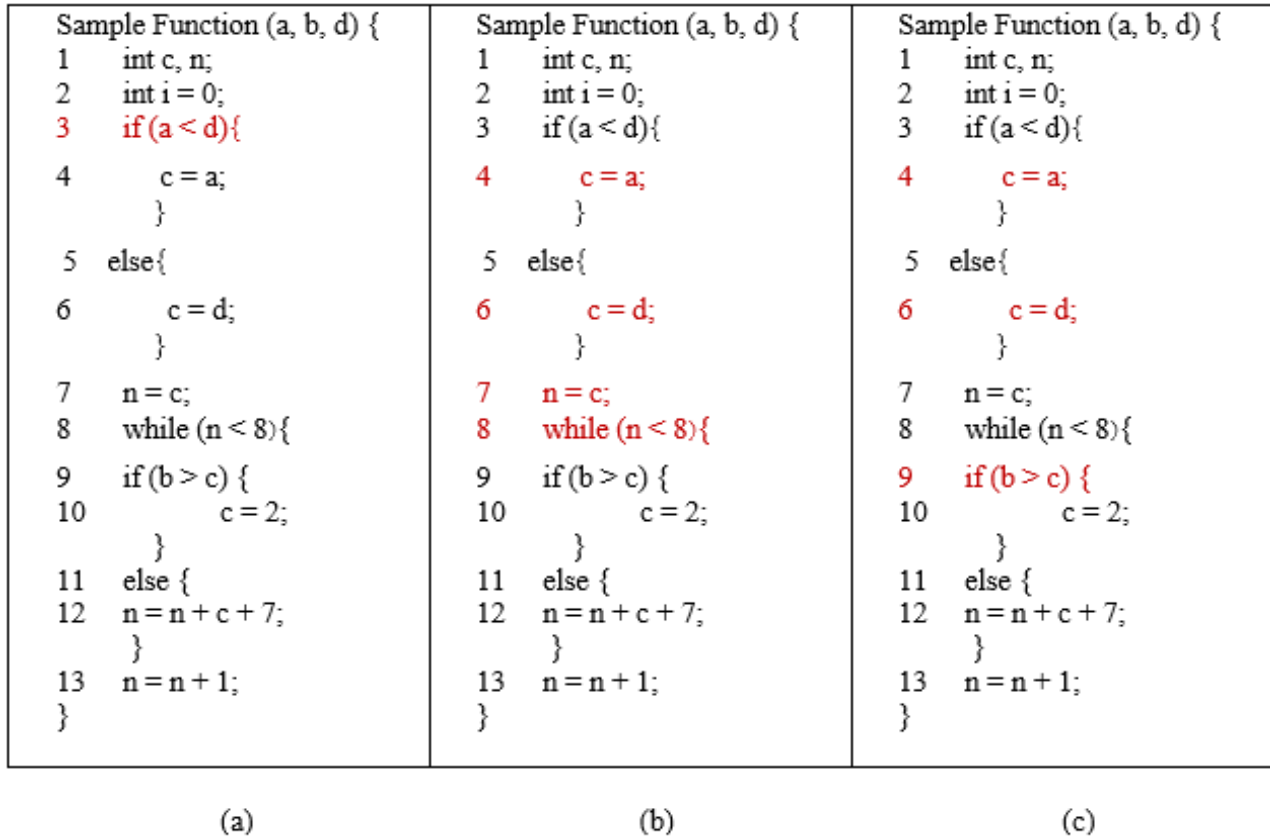 Sample Function (a, b, d) {
1 int c, n;
2 int i = 0;
3 if (a < d){
4 c = a;
}
5 else{
6 c = d;
}
7 n = c;
8 while (n < 8){
9 if (b > c) {
10 c = 2;
}
11 else {
12 n = n + c + 7;
}
13 n = n + 1;
}
(a)
Sample Function (a, b, d) {
1 int c, n;
2 int i = 0;
3 if (a < d){
4 c = a;
}
5 else{
6 c = d;
}
7 n = c;
8 while (n < 8){
9 if (b > c) {
10 c = 2;
}
11 else {
12 n = n + c + 7;
}
13 n = n + 1;
}
(b)
Sample Function (a, b, d) {
1 int c, n;
2 int i = 0;
3 if (a < d){
4 c = a;
}
5 else{
6 c = d;
}
7 n = c;
8 while (n < 8){
9 if (b > c) {
10 c = 2;
}
11 else {
12 n = n + c + 7;
}
13 n = n + 1;
}
(c)